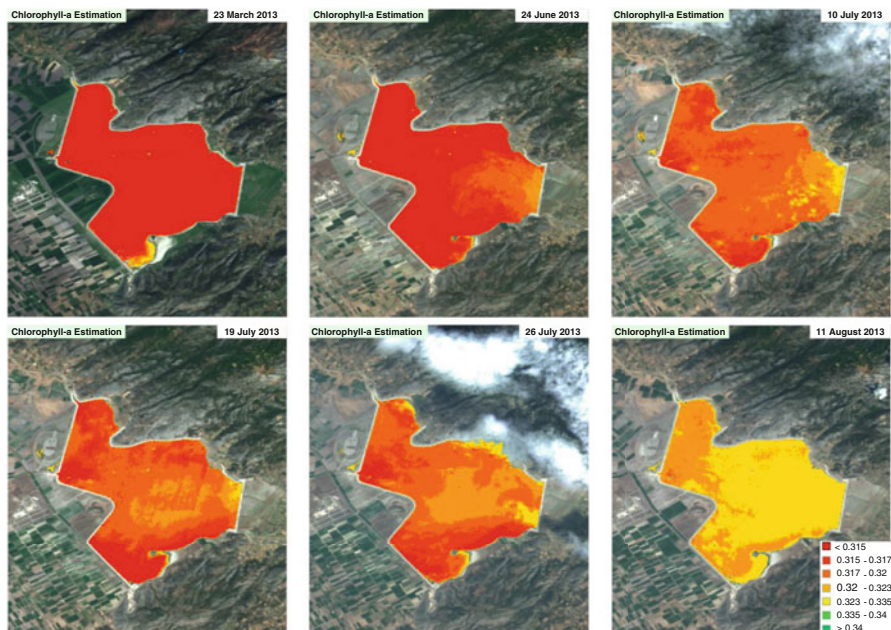 Chlorophyll-a Estimation
23 March 2013
Chlorophyll-a Estimation
24 June 2013
Chlorophyll-a Estimation
10 July 2013
Chlorophyll-a Estimation
19 July 2013
Chlorophyll-a Estimation
26 July 2013
Chlorophyll-a Estimation
11 August 2013
< 0.315
0.315 - 0.317
0.317 - 0.32
0.32 - 0.323
0.323 - 0.335
0.335 - 0.34
> 0.34